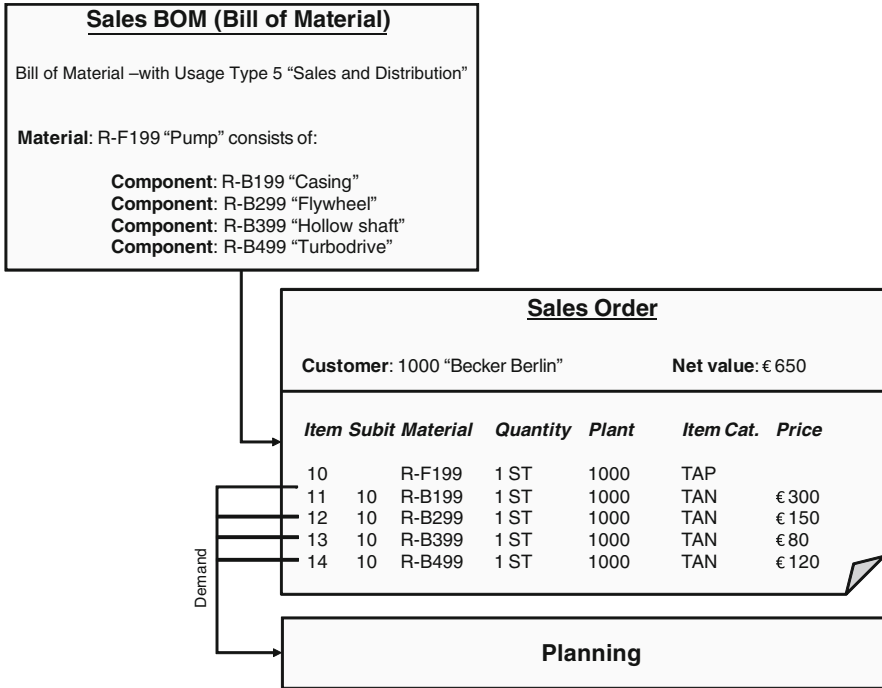 Sales BOM (Bill of Material)
Bill of Material –with Usage Type 5 “Sales and Distribution”
Material: R-F199 “Pump” consists of:
Component: R-B199 “Casing”
Component: R-B299 “Flywheel”
Component: R-B399 “Hollow shaft”
Component: R-B499 “Turbodrive”
Sales Order
Customer: 1000 “Becker Berlin” Net value: € 650
Item Subit Material Quantity Plant Item Cat. Price
10 R-F199 1 ST 1000 TAP
11 10 R-B199 1 ST 1000 TAN € 300
12 10 R-B299 1 ST 1000 TAN € 150
13 10 R-B399 1 ST 1000 TAN € 80
14 10 R-B499 1 ST 1000 TAN € 120
Demand
Planning